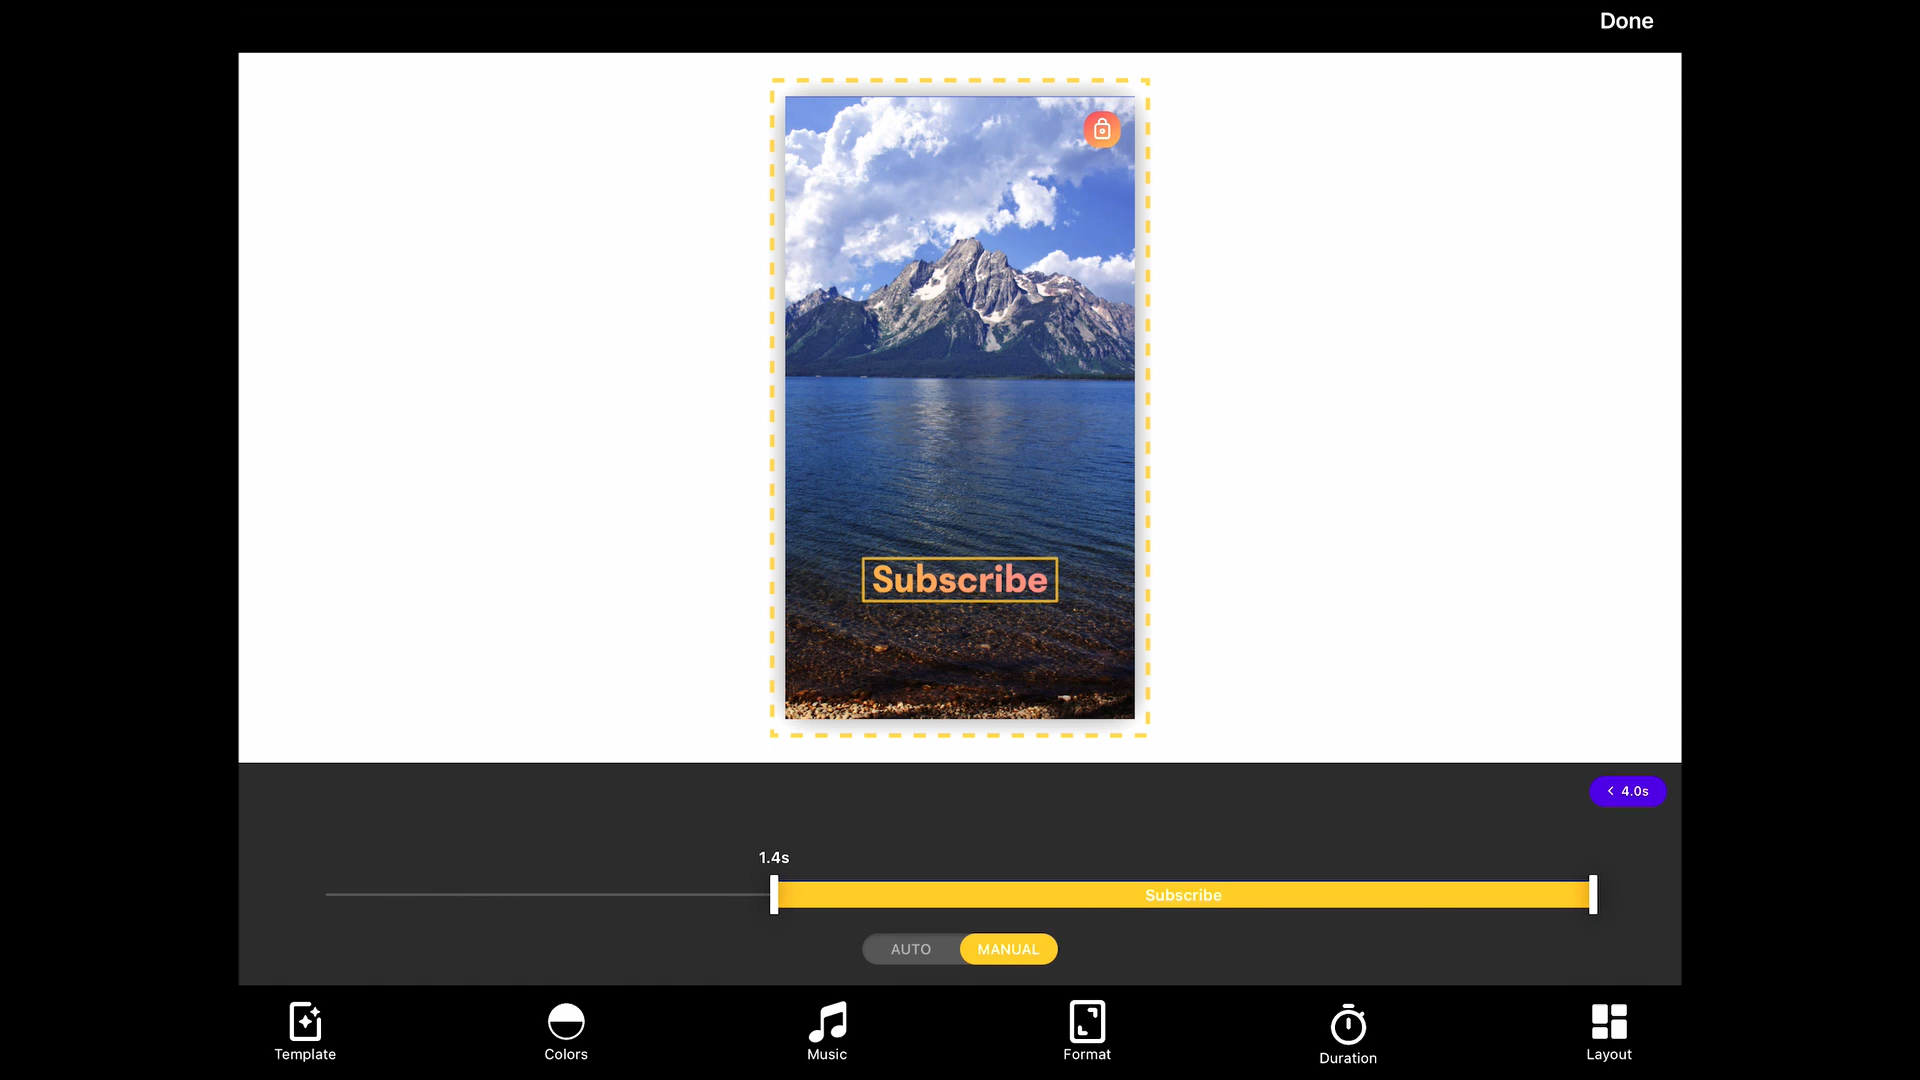 Done
Subscribe
< 4.0s
1.4s
Subscribe
AUTO MANUAL
Template Colors Music Format Duration Layout